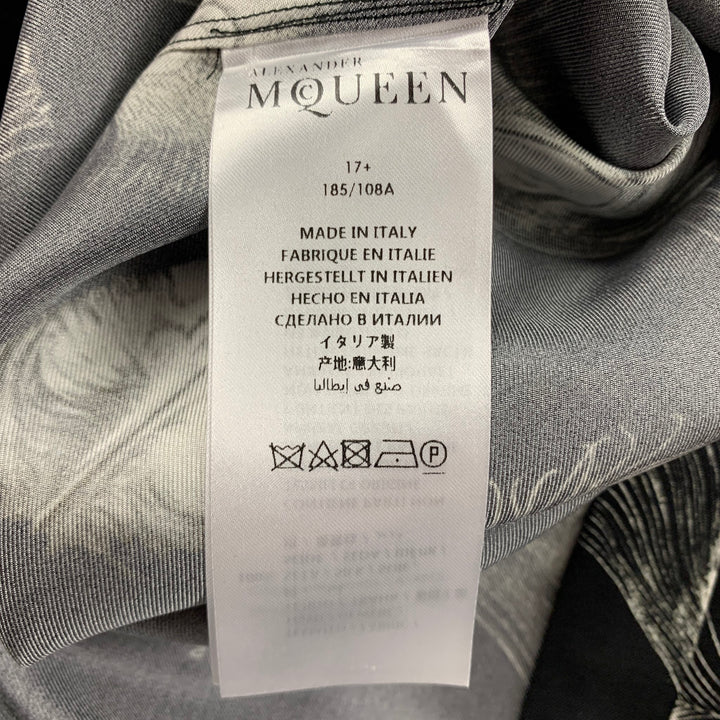 ALEXANDER
McQUEEN
17+
185/108A
MADE IN ITALY
FABRIQUE EN ITALIE
HERGESTELLT IN ITALIEN
HECHO EN ITALIA
СДЕЛАНО В ИТАЛИИ
イタリア製
产地:意大利
صنع في إيطاليا
P